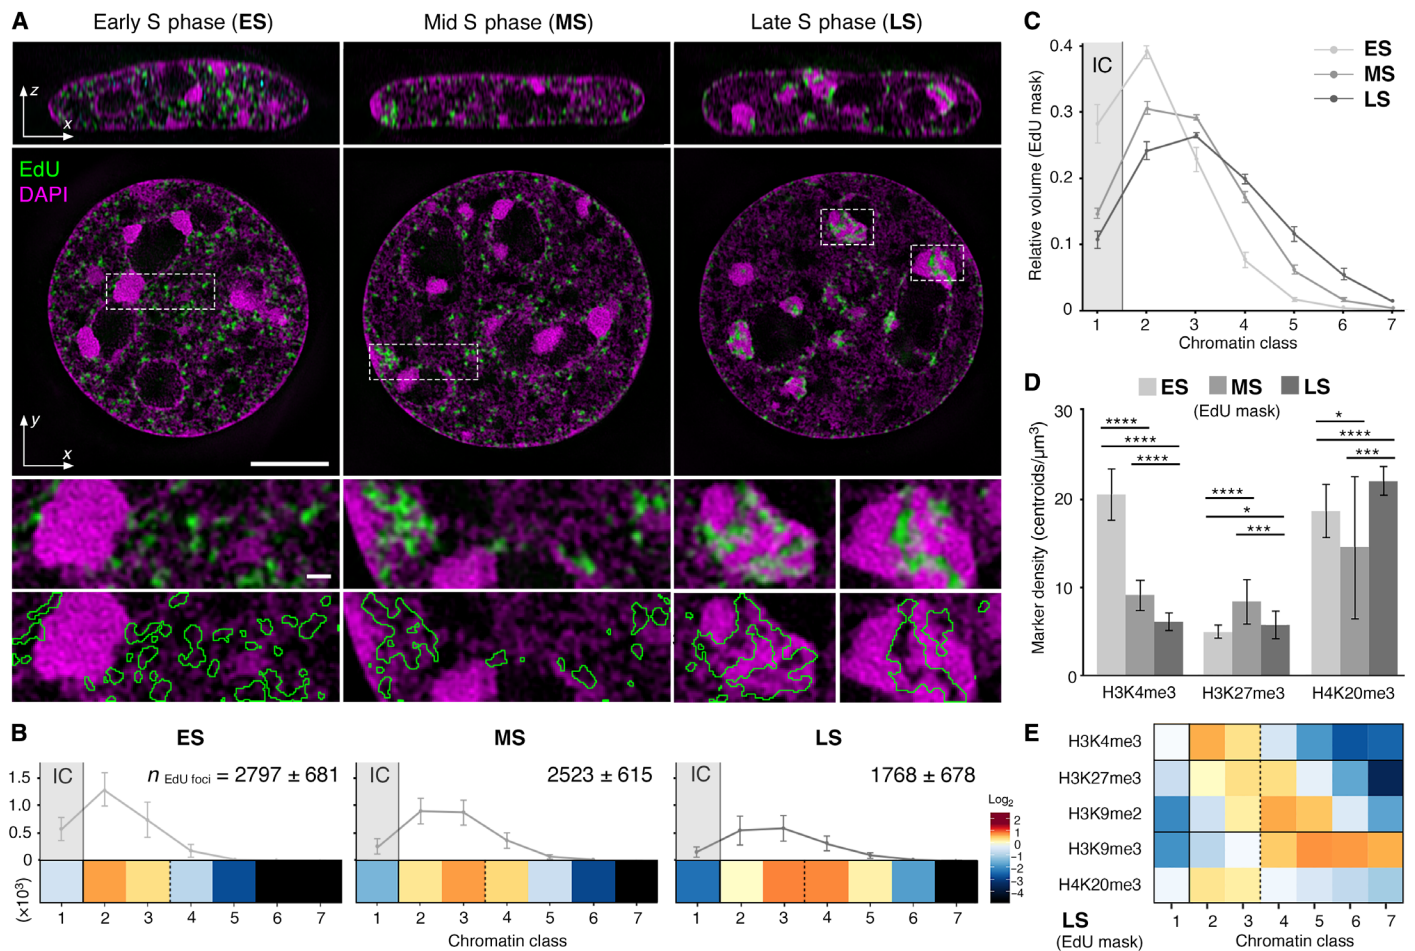 A
Early S phase (ES)
Mid S phase (MS)
Late S phase (LS)
z
x
EdU
DAPI
y
x
B
ES
MS
LS
IC
n EdU foci = 2797 ± 681
IC
2523 ± 615
IC
1768 ± 678
1.5
1.0
0.5
0
(×10³)
Log₂
2
1
0
-1
-2
-3
-4
1 2 3 4 5 6 7
1 2 3 4 5 6 7
1 2 3 4 5 6 7
Chromatin class
C
IC
ES
MS
LS
0.4
0.3
0.2
0.1
0
Relative volume (EdU mask)
1 2 3 4 5 6 7
Chromatin class
D
ES MS LS
(EdU mask)
30
20
10
0
Marker density (centroids/µm³)
****
****
****
****
*
***
*
****
***
H3K4me3
H3K27me3
H4K20me3
E
H3K4me3
H3K27me3
H3K9me2
H3K9me3
H4K20me3
LS
(EdU mask)
1 2 3 4 5 6 7
Chromatin class